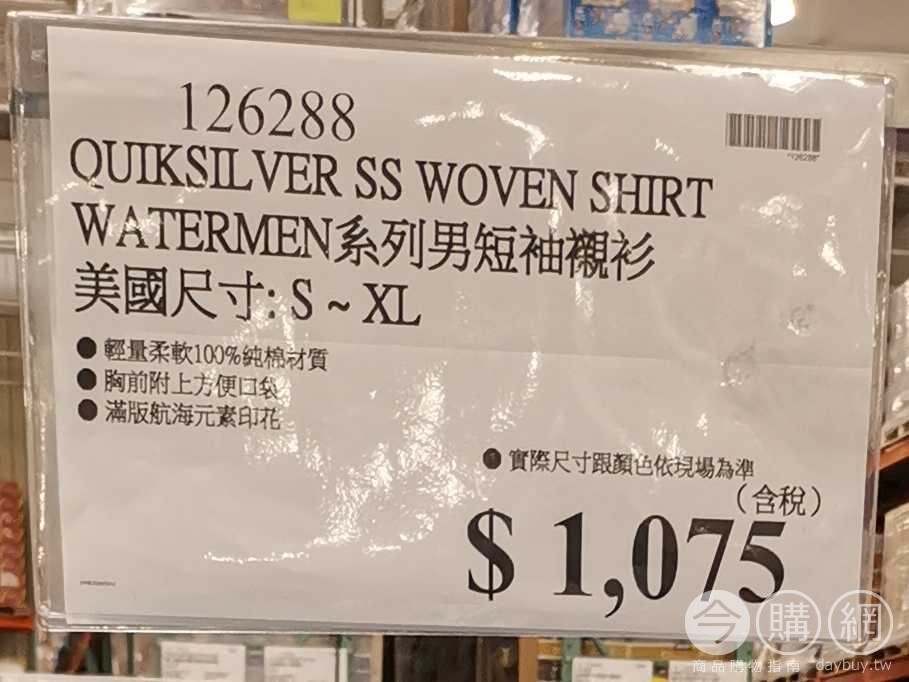 126288
"126288"
QUIKSILVER SS WOVEN SHIRT
WATERMEN系列男短袖襯衫
美國尺寸: S ~ XL
● 輕量柔軟100%純棉材質
● 胸前附上方便口袋
● 滿版航海元素印花
● 實際尺寸跟顏色依現場為準
（含稅）
$ 1,075
今購網
商品購物指南・daybuy.tw